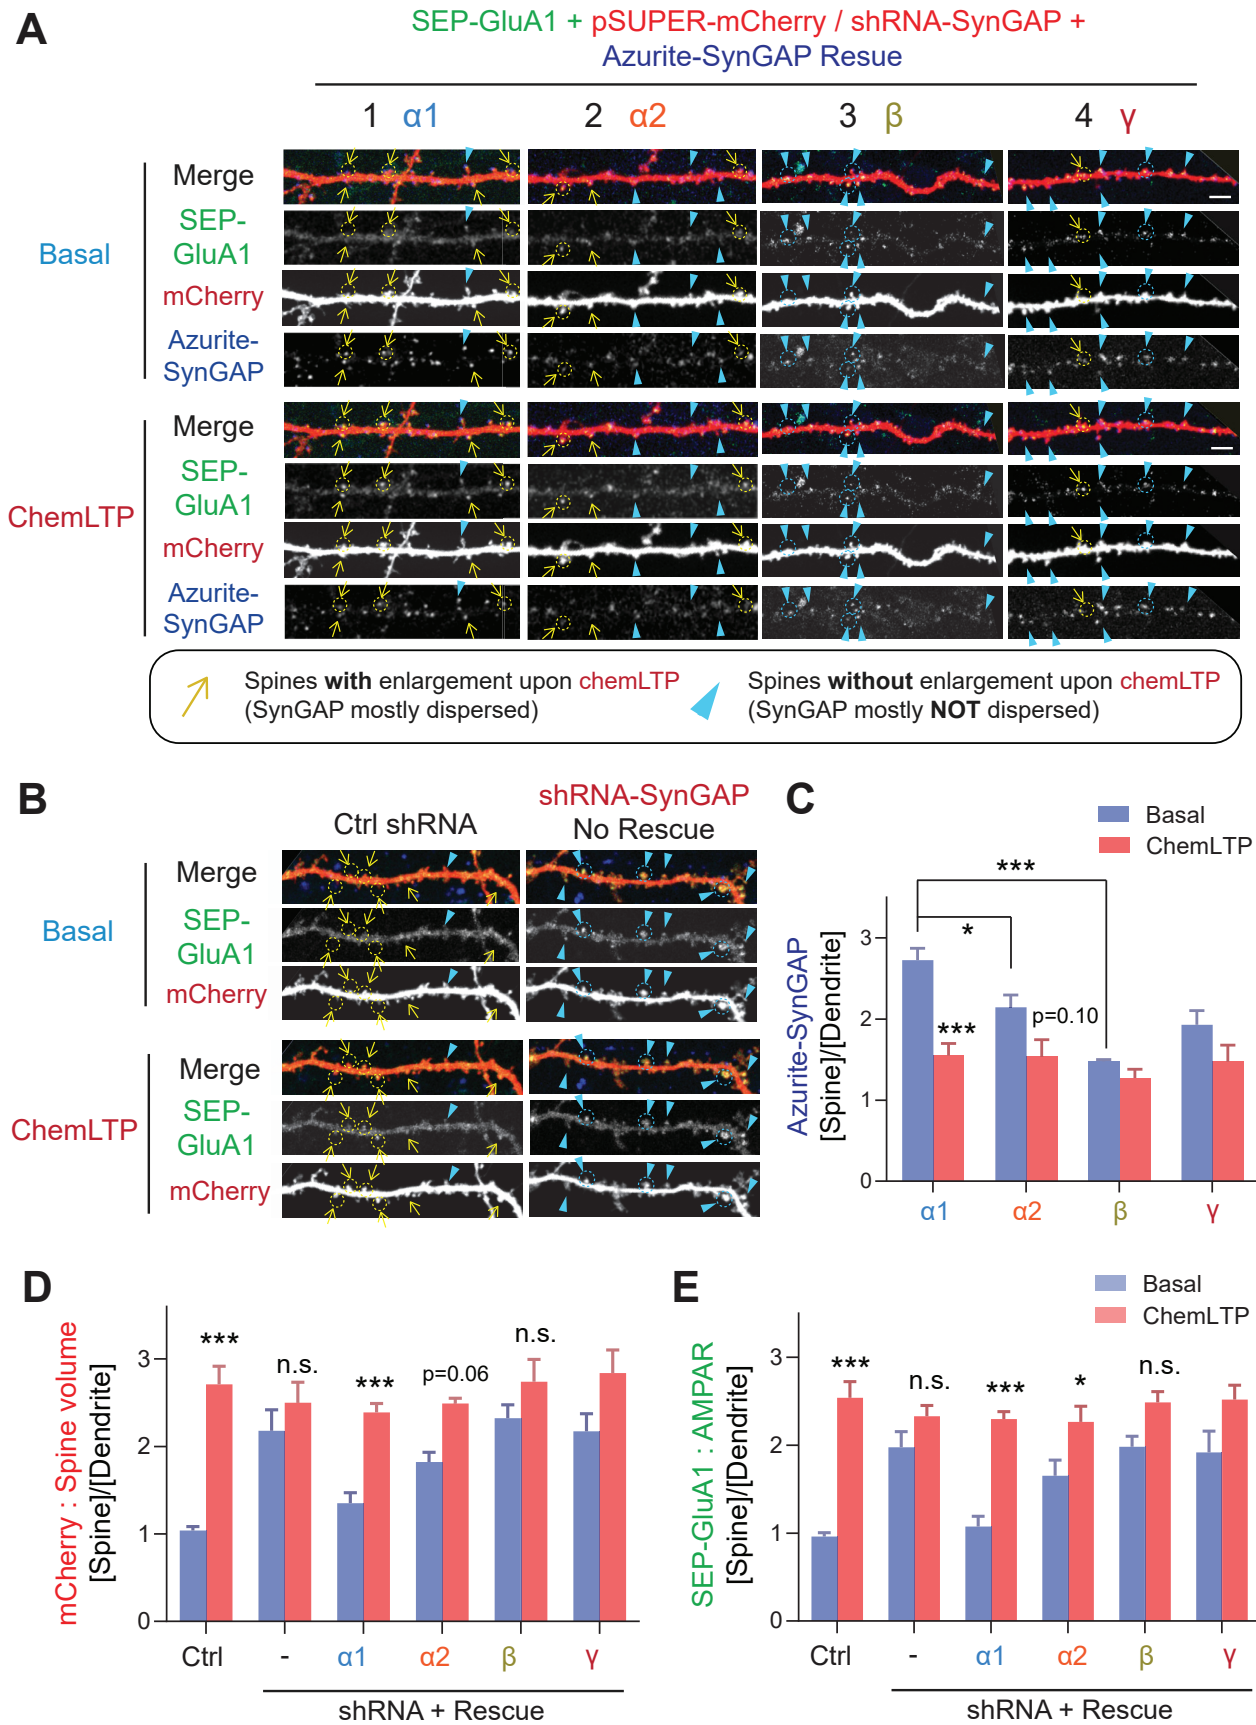 A
SEP-GluA1 + pSUPER-mCherry / shRNA-SynGAP +
Azurite-SynGAP Resue
1 α1
2 α2
3 β
4 γ
Basal
Merge
SEP-
GluA1
mCherry
Azurite-
SynGAP
ChemLTP
Merge
SEP-
GluA1
mCherry
Azurite-
SynGAP
Spines with enlargement upon chemLTP
(SynGAP mostly dispersed)
Spines without enlargement upon chemLTP
(SynGAP mostly NOT dispersed)
B
Ctrl shRNA
shRNA-SynGAP
No Rescue
Basal
Merge
SEP-
GluA1
mCherry
ChemLTP
Merge
SEP-
GluA1
mCherry
C
Basal
ChemLTP
Azurite-SynGAP
[Spine]/[Dendrite]
3
2
1
0
***
*
***
p=0.10
α1
α2
β
γ
D
mCherry : Spine volume
[Spine]/[Dendrite]
3
2
1
0
***
n.s.
***
p=0.06
n.s.
Ctrl
-
α1
α2
β
γ
shRNA + Rescue
E
Basal
ChemLTP
SEP-GluA1 : AMPAR
[Spine]/[Dendrite]
3
2
1
0
***
n.s.
***
*
n.s.
Ctrl
-
α1
α2
β
γ
shRNA + Rescue